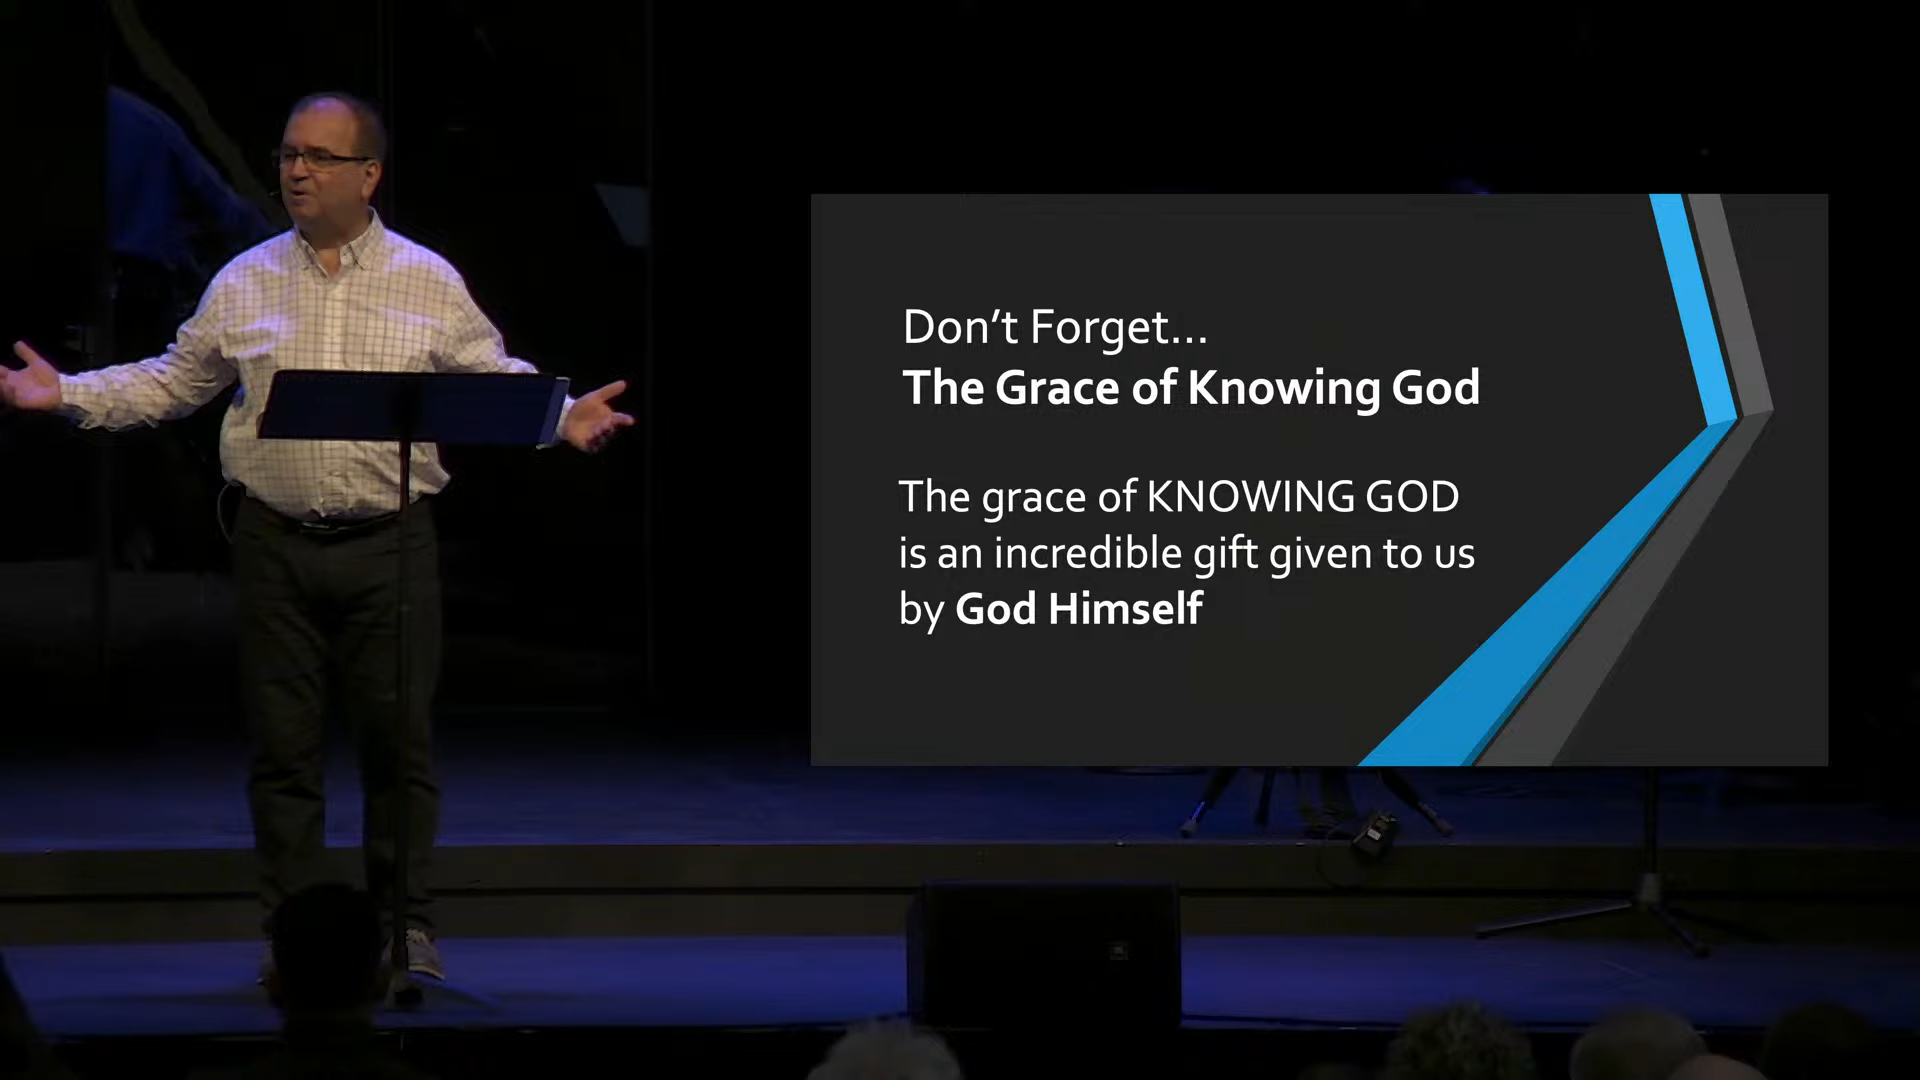 Don’t Forget...
The Grace of Knowing God
The grace of KNOWING GOD
is an incredible gift given to us
by God Himself